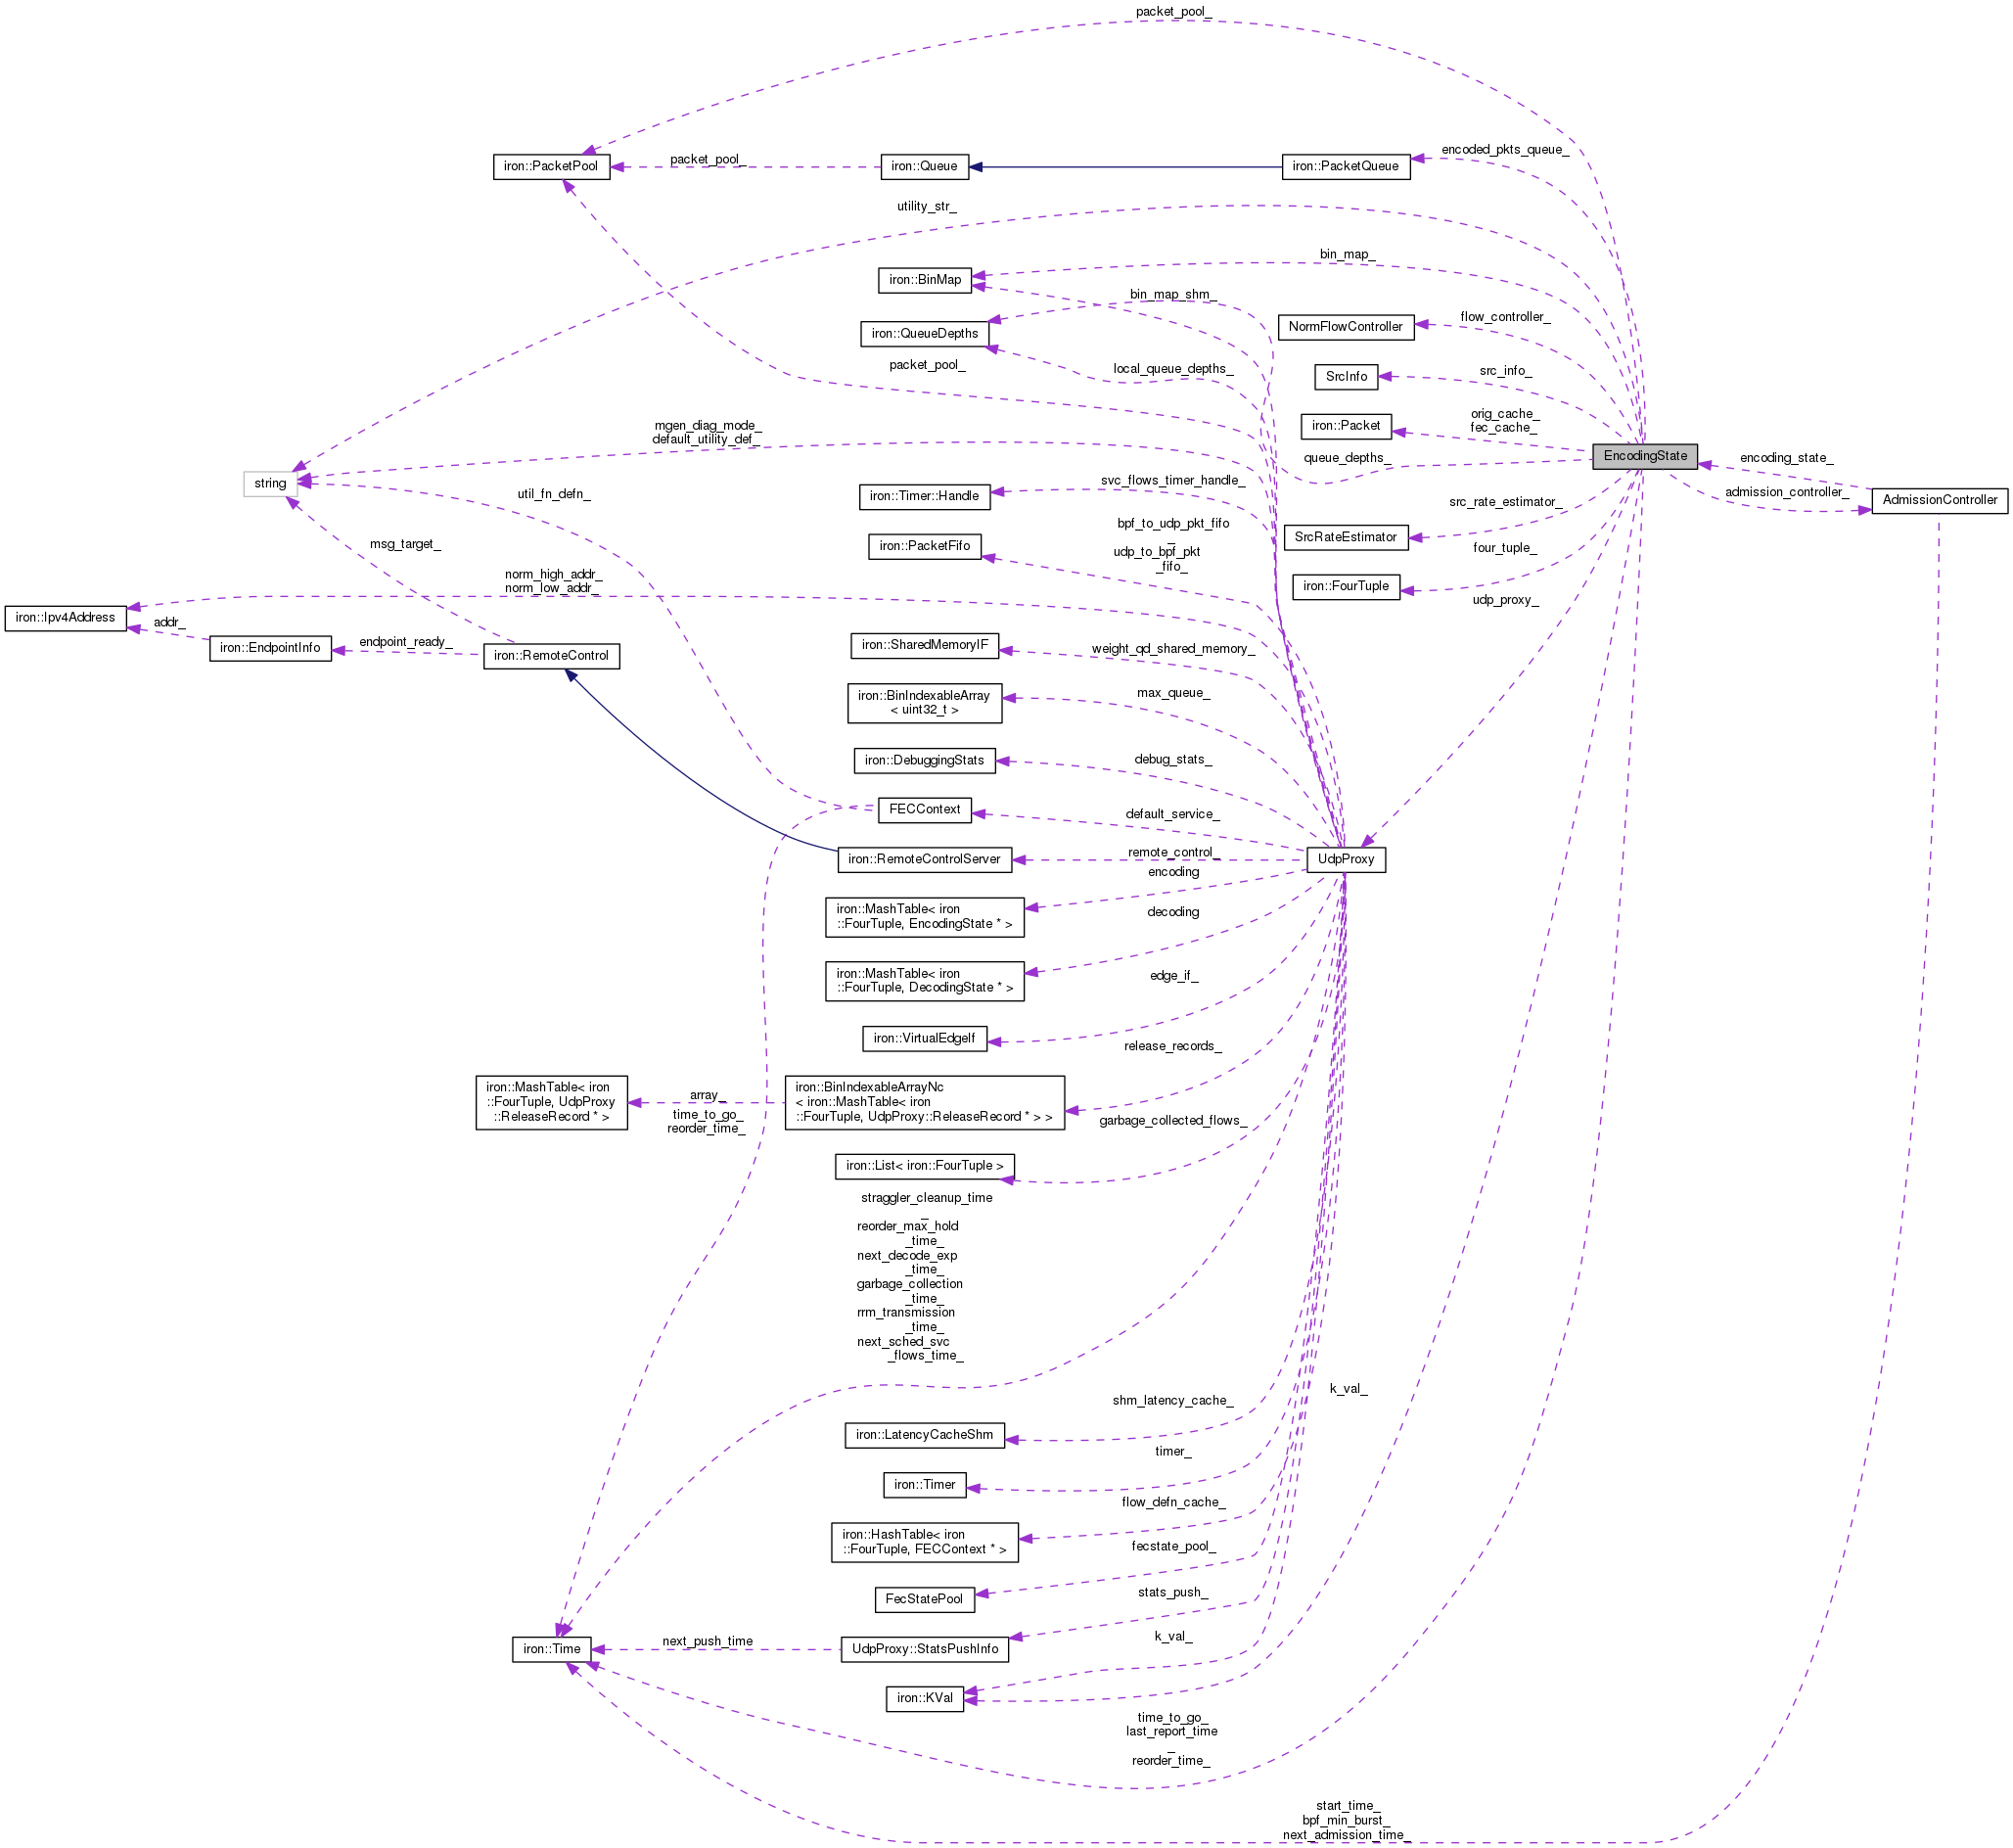 packet_pool_
iron::PacketPool
packet_pool_
iron::Queue
iron::PacketQueue
encoded_pkts_queue_
utility_str_
iron::BinMap
bin_map_
bin_map_shm_
iron::QueueDepths
NormFlowController
flow_controller_
packet_pool_
local_queue_depths_
SrcInfo
src_info_
mgen_diag_mode_
default_utility_def_
iron::Packet
orig_cache_
fec_cache_
queue_depths_
EncodingState
encoding_state_
string
util_fn_defn_
iron::Timer::Handle
svc_flows_timer_handle_
src_rate_estimator_
admission_controller_
AdmissionController
msg_target_
iron::PacketFifo
bpf_to_udp_pkt_fifo
_
udp_to_bpf_pkt
_fifo_
SrcRateEstimator
four_tuple_
norm_high_addr_
norm_low_addr_
iron::FourTuple
udp_proxy_
iron::Ipv4Address
addr_
iron::EndpointInfo
endpoint_ready_
iron::RemoteControl
iron::SharedMemoryIF
weight_qd_shared_memory_
iron::BinIndexableArray
< uint32_t >
max_queue_
iron::DebuggingStats
debug_stats_
FECContext
default_service_
iron::RemoteControlServer
remote_control_
UdpProxy
encoding
iron::MashTable< iron
::FourTuple, EncodingState * >
decoding
iron::MashTable< iron
::FourTuple, DecodingState * >
edge_if_
iron::VirtualEdgeIf
release_records_
iron::MashTable< iron
::FourTuple, UdpProxy
::ReleaseRecord * >
array_
iron::BinIndexableArrayNc
< iron::MashTable< iron
::FourTuple, UdpProxy::ReleaseRecord * > >
time_to_go_
reorder_time_
garbage_collected_flows_
iron::List< iron::FourTuple >
straggler_cleanup_time
_
reorder_max_hold
_time_
next_decode_exp
_time_
garbage_collection
_time_
rrm_transmission
_time_
next_sched_svc
_flows_time_
k_val_
shm_latency_cache_
iron::LatencyCacheShm
timer_
iron::Timer
flow_defn_cache_
iron::HashTable< iron
::FourTuple, FECContext * >
fecstate_pool_
FecStatePool
stats_push_
iron::Time
next_push_time
UdpProxy::StatsPushInfo
k_val_
iron::KVal
time_to_go_
last_report_time
_
reorder_time_
start_time_
bpf_min_burst_
next_admission_time_